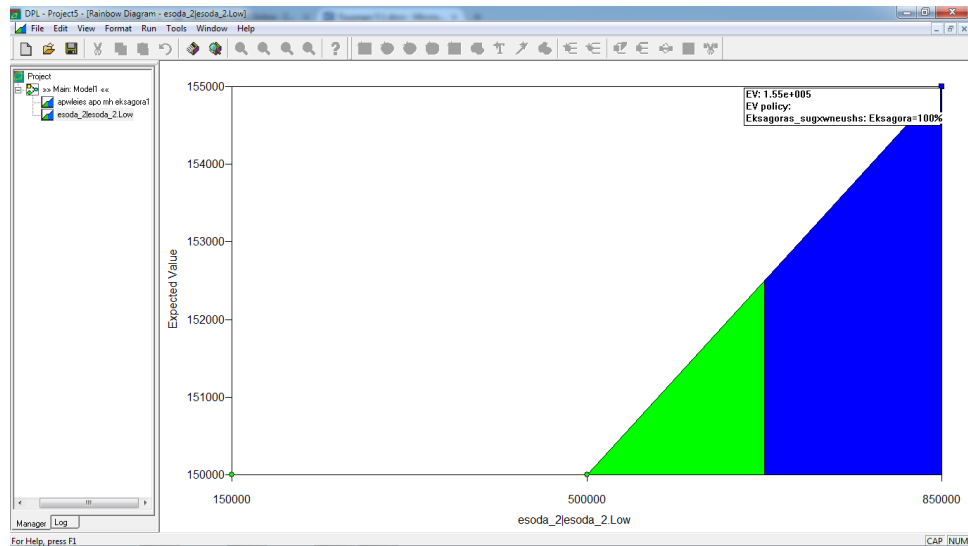 DPL - Project5 - [Rainbow Diagram - esoda_2|esoda_2.Low]
File Edit View Format Run Tools Window Help
Project
>> Main: Model1 <<
apwleies apo mh eksagora1
esoda_2|esoda_2.Low
Manager Log
155000
154000
153000
152000
151000
150000
Expected Value
EV: 1.55e+005
EV policy:
Eksagoras_sugxwneushs: Eksagora=100%
150000 500000 850000
esoda_2|esoda_2.Low
For Help, press F1
CAP NUM